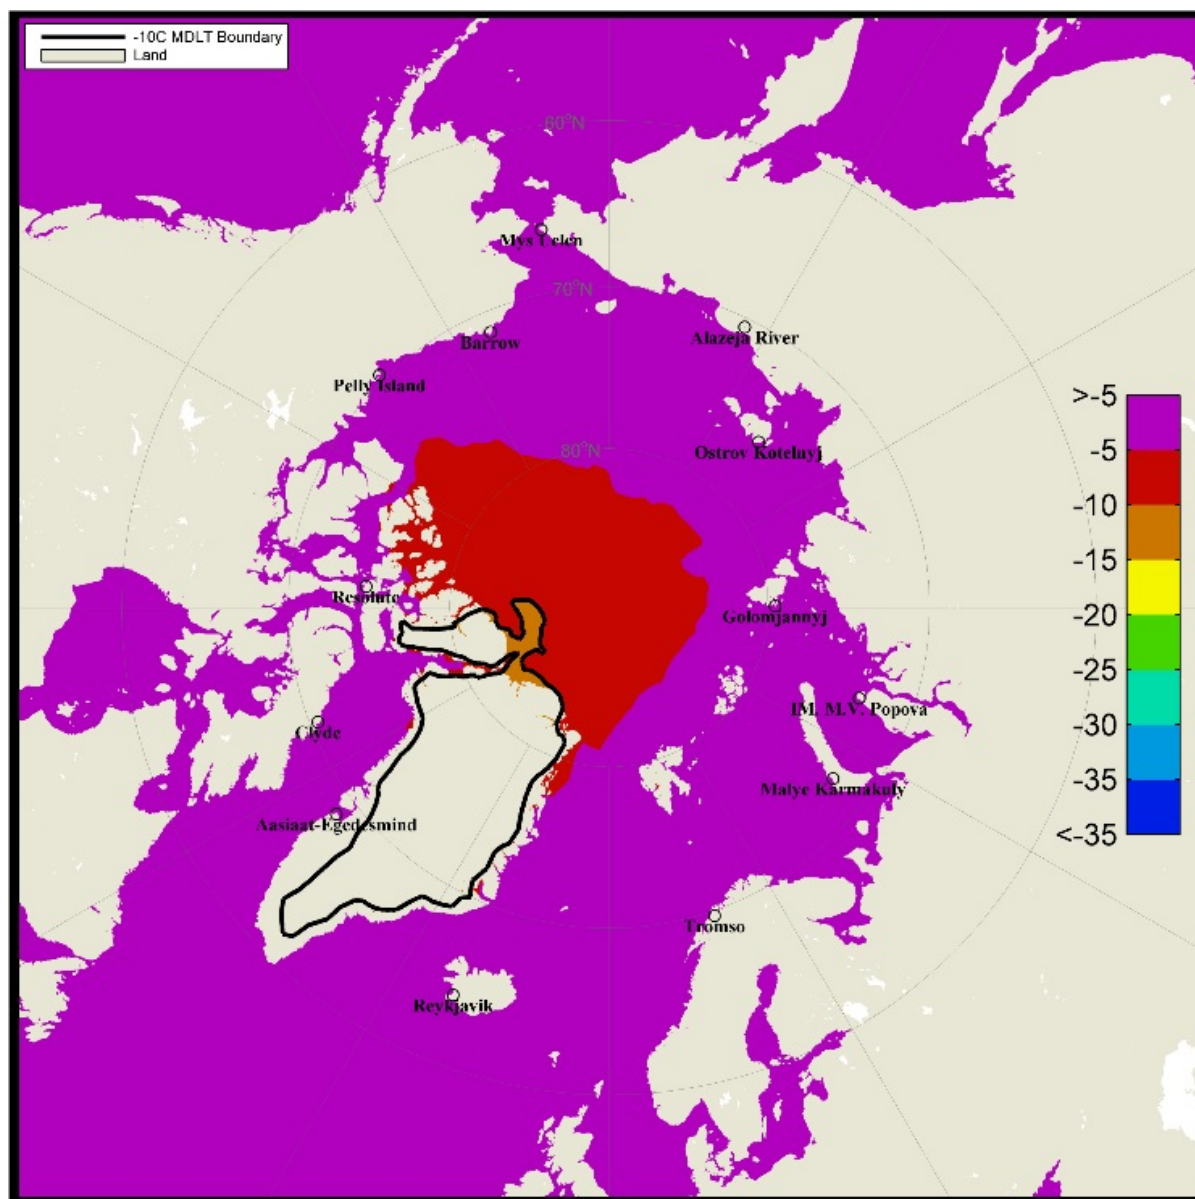 -10C MDLT Boundary
Land
60°N
Mys Uelen
70°N
Alazeja River
Barrow
Pelly Island
>-5
-5
80°N
Ostrov Kotelnyj
-10
-15
-20
Resolute
Golomjannyj
-25
IM. M.V. Popova
-30
Clyde
-35
Malye Karmakuly
Aasiaat-Egedesmind
<-35
Tromso
Reykjavik